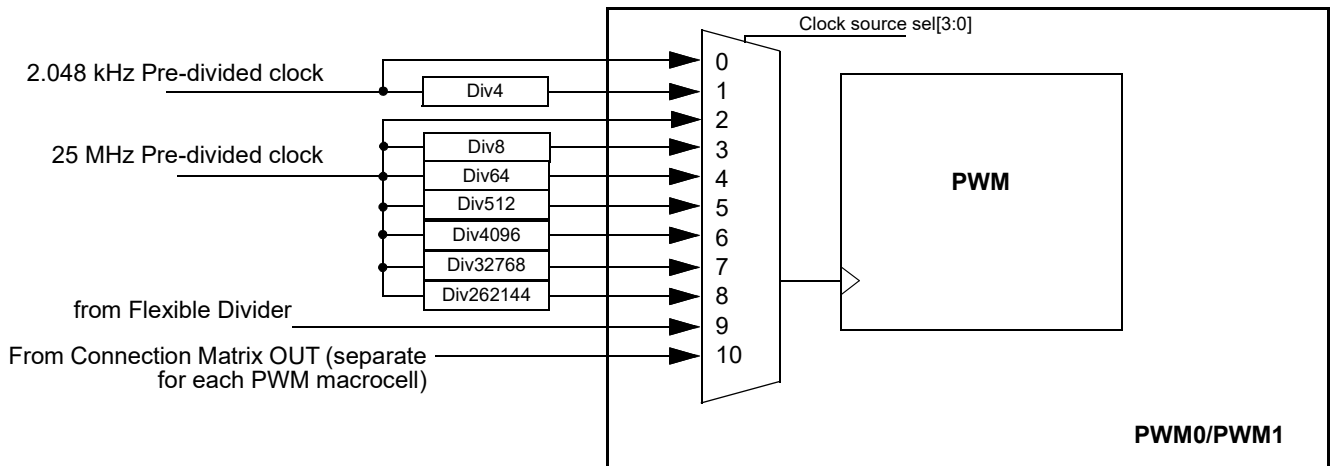 Clock source sel[3:0]
2.048 kHz Pre-divided clock
0
Div4
1
2
25 MHz Pre-divided clock
Div8
3
Div64
4
PWM
Div512
5
Div4096
6
Div32768
7
Div262144
8
from Flexible Divider
9
From Connection Matrix OUT (separate
for each PWM macrocell)
10
PWM0/PWM1